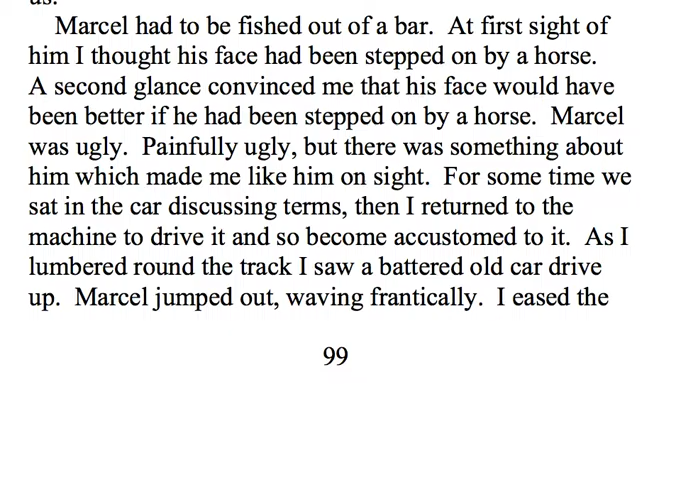 us.
Marcel had to be fished out of a bar. At first sight of
him I thought his face had been stepped on by a horse.
A second glance convinced me that his face would have
been better if he had been stepped on by a horse. Marcel
was ugly. Painfully ugly, but there was something about
him which made me like him on sight. For some time we
sat in the car discussing terms, then I returned to the
machine to drive it and so become accustomed to it. As I
lumbered round the track I saw a battered old car drive
up. Marcel jumped out, waving frantically. I eased the
99